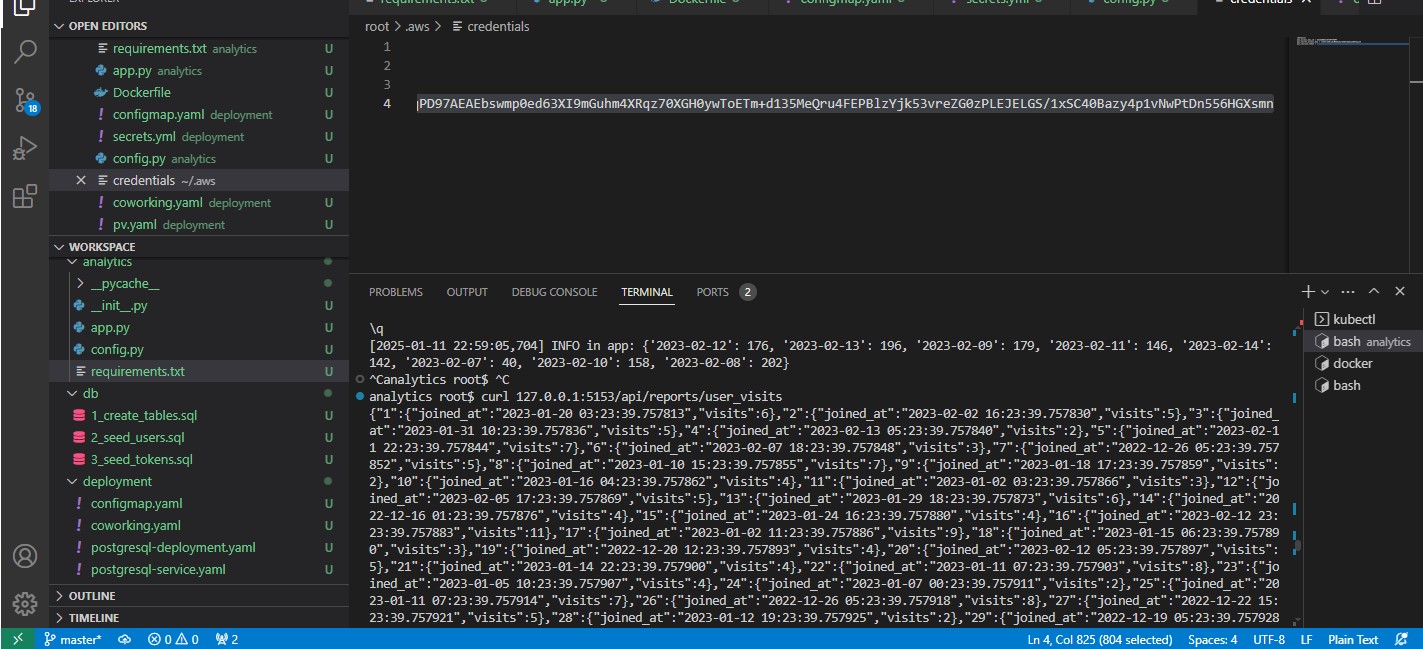 EXPLORER
requirements.txt
app.py
Dockerfile
configmap.yaml
secrets.yml
config.py
credentials
OPEN EDITORS
requirements.txt analytics U
app.py analytics U
Dockerfile U
configmap.yaml deployment U
secrets.yml deployment U
config.py analytics U
credentials ~/.aws
coworking.yaml deployment U
pv.yaml deployment U
WORKSPACE
analytics
__pycache__
__init__.py U
app.py U
config.py U
requirements.txt U
db
1_create_tables.sql U
2_seed_users.sql U
3_seed_tokens.sql U
deployment
configmap.yaml U
coworking.yaml U
postgresql-deployment.yaml U
postgresql-service.yaml U
OUTLINE
TIMELINE
18
root > .aws > credentials
1
2
3
4 PD97AEAEbswmp0ed63XI9mGuhm4XRqz70XGH0ywToETm+d135MeQru4FEPBlzYjk53vreZG0zPLEJELGS/1xSC40Bazy4p1vNwPtDn556HGXsmn
PROBLEMS OUTPUT DEBUG CONSOLE TERMINAL PORTS 2
\q
[2025-01-11 22:59:05,704] INFO in app: {'2023-02-12': 176, '2023-02-13': 196, '2023-02-09': 179, '2023-02-11': 146, '2023-02-14':
142, '2023-02-07': 40, '2023-02-10': 158, '2023-02-08': 202}
^Canalytics root$ ^C
analytics root$ curl 127.0.0.1:5153/api/reports/user_visits
{"1":{"joined_at":"2023-01-20 03:23:39.757813","visits":6},"2":{"joined_at":"2023-02-02 16:23:39.757830","visits":5},"3":{"joined_
at":"2023-01-31 10:23:39.757836","visits":5},"4":{"joined_at":"2023-02-13 05:23:39.757840","visits":2},"5":{"joined_at":"2023-02-1
1 22:23:39.757844","visits":7},"6":{"joined_at":"2023-02-07 18:23:39.757848","visits":3},"7":{"joined_at":"2022-12-26 05:23:39.757
852","visits":5},"8":{"joined_at":"2023-01-10 15:23:39.757855","visits":7},"9":{"joined_at":"2023-01-18 17:23:39.757859","visits":
2},"10":{"joined_at":"2023-01-16 04:23:39.757862","visits":4},"11":{"joined_at":"2023-01-02 03:23:39.757866","visits":3},"12":{"jo
ined_at":"2023-02-05 17:23:39.757869","visits":5},"13":{"joined_at":"2023-01-29 18:23:39.757873","visits":6},"14":{"joined_at":"20
22-12-16 01:23:39.757876","visits":4},"15":{"joined_at":"2023-01-24 16:23:39.757880","visits":4},"16":{"joined_at":"2023-02-12 23:
23:39.757883","visits":11},"17":{"joined_at":"2023-01-02 11:23:39.757886","visits":9},"18":{"joined_at":"2023-01-15 06:23:39.75789
0","visits":3},"19":{"joined_at":"2022-12-20 12:23:39.757893","visits":4},"20":{"joined_at":"2023-02-12 05:23:39.757897","visits":
5},"21":{"joined_at":"2023-01-14 22:23:39.757900","visits":4},"22":{"joined_at":"2023-01-11 07:23:39.757903","visits":8},"23":{"jo
ined_at":"2023-01-05 10:23:39.757907","visits":4},"24":{"joined_at":"2023-01-07 00:23:39.757911","visits":2},"25":{"joined_at":"20
23-01-11 07:23:39.757914","visits":7},"26":{"joined_at":"2022-12-26 05:23:39.757918","visits":8},"27":{"joined_at":"2022-12-22 15:
23:39.757921","visits":5},"28":{"joined_at":"2023-01-12 19:23:39.757925","visits":2},"29":{"joined_at":"2022-12-19 05:23:39.757928
kubectl
bash analytics
docker
bash
master* 0 0 2
Ln 4, Col 825 (804 selected) Spaces: 4 UTF-8 LF Plain Text